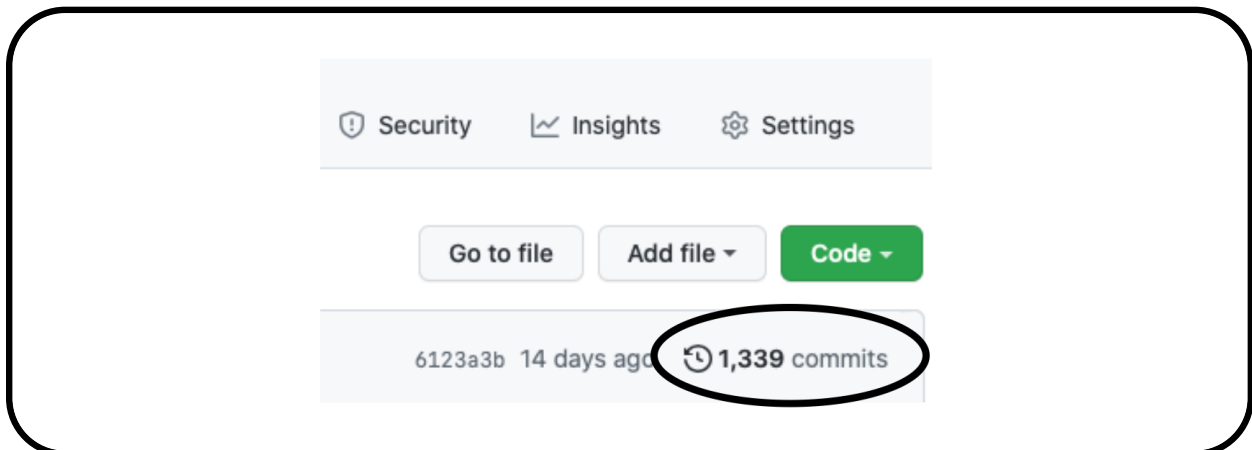 Security Insights Settings
Go to file Add file Code
6123a3b 14 days ago 1,339 commits